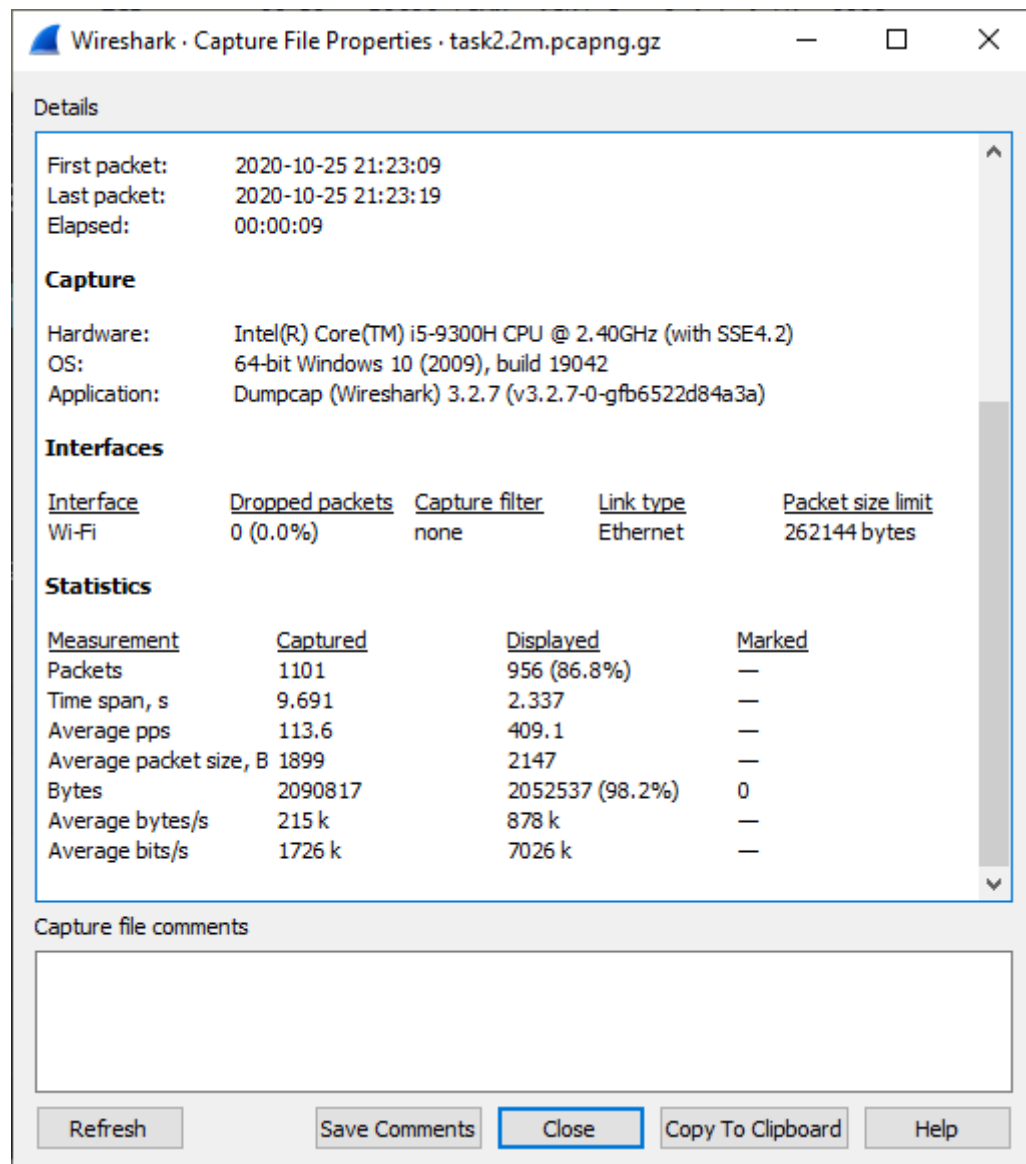 Wireshark · Capture File Properties · task2.2m.pcapng.gz
Details
First packet: 2020-10-25 21:23:09
Last packet: 2020-10-25 21:23:19
Elapsed: 00:00:09
Capture
Hardware: Intel(R) Core(TM) i5-9300H CPU @ 2.40GHz (with SSE4.2)
OS: 64-bit Windows 10 (2009), build 19042
Application: Dumpcap (Wireshark) 3.2.7 (v3.2.7-0-gfb6522d84a3a)
Interfaces
Interface Dropped packets Capture filter Link type Packet size limit
Wi-Fi 0 (0.0%) none Ethernet 262144 bytes
Statistics
Measurement Captured Displayed Marked
Packets 1101 956 (86.8%) —
Time span, s 9.691 2.337 —
Average pps 113.6 409.1 —
Average packet size, B 1899 2147 —
Bytes 2090817 2052537 (98.2%) 0
Average bytes/s 215 k 878 k —
Average bits/s 1726 k 7026 k —
Capture file comments
Refresh Save Comments Close Copy To Clipboard Help